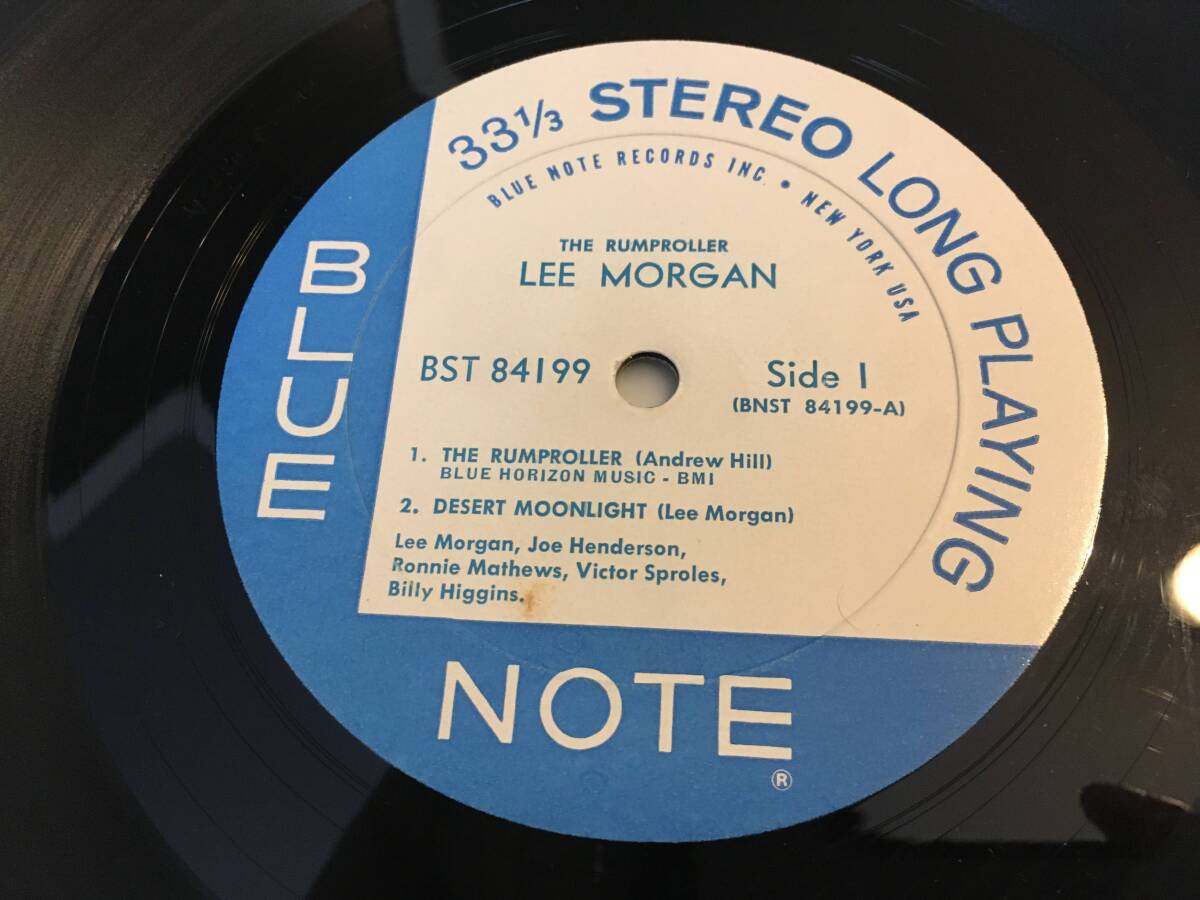 33⅓ STEREO LONG PLAYING
BLUE NOTE RECORDS INC. • NEW YORK USA
THE RUMPROLLER
LEE MORGAN
BST 84199
Side 1
(BNST 84199-A)
1. THE RUMPROLLER (Andrew Hill)
BLUE HORIZON MUSIC - BMI
2. DESERT MOONLIGHT (Lee Morgan)
Lee Morgan, Joe Henderson,
Ronnie Mathews, Victor Sproles,
Billy Higgins.
BLUE
NOTE
®